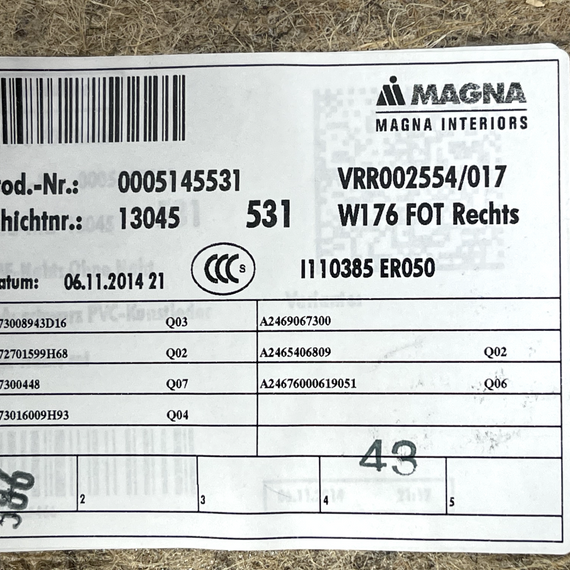 MAGNA
MAGNA INTERIORS
od.-Nr.: 0005145531 VRR002554/017
hichtnr.: 13045 531 W176 FOT Rechts
atum: 06.11.2014 21 CCC S I110385 ER050
73008943D16 Q03 A2469067300
72701599H68 Q02 A2465406809 Q02
7300448 Q07 A24676000619051 Q06
73016009H93 Q04
43
2 3 4 5